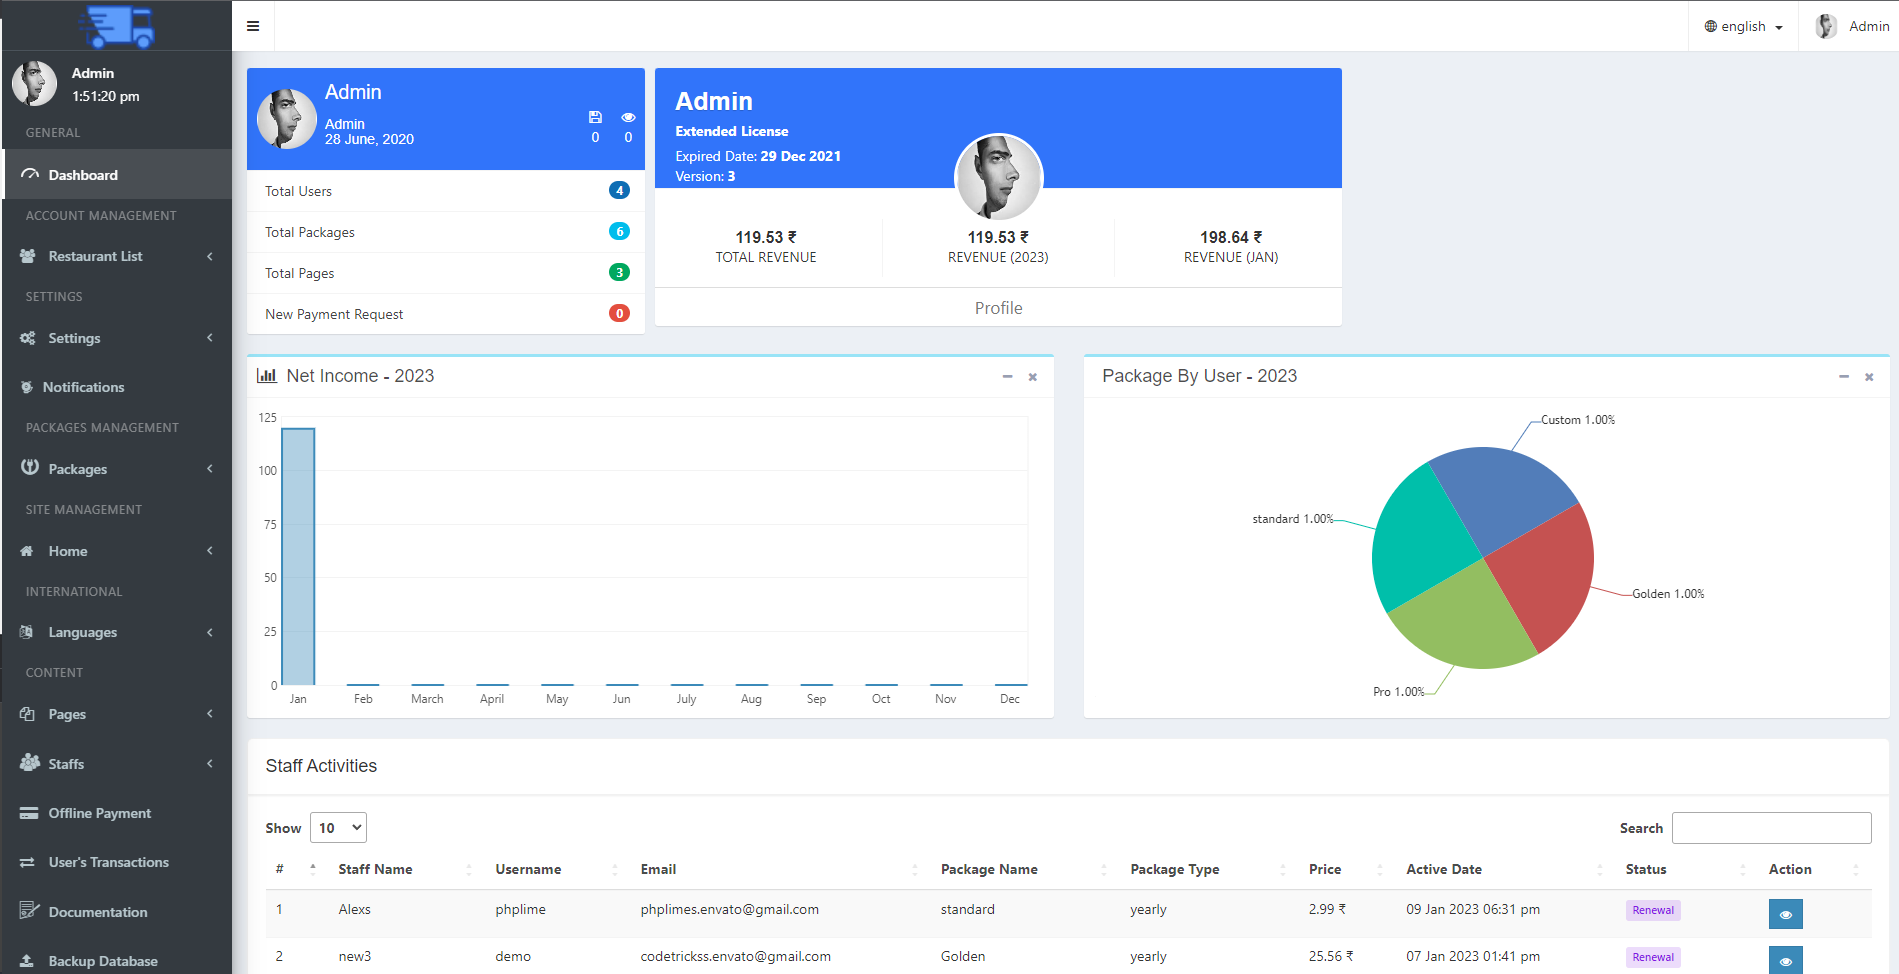 Admin
1:51:20 pm
GENERAL
Dashboard
ACCOUNT MANAGEMENT
Restaurant List
SETTINGS
Settings
Notifications
PACKAGES MANAGEMENT
Packages
SITE MANAGEMENT
Home
INTERNATIONAL
Languages
CONTENT
Pages
Staffs
Offline Payment
User's Transactions
Documentation
Backup Database
english
Admin
Admin
Admin
28 June, 2020
0 0
Total Users 4
Total Packages 6
Total Pages 3
New Payment Request 0
Admin
Extended License
Expired Date: 29 Dec 2021
Version: 3
119.53 ₹ 119.53 ₹ 198.64 ₹
TOTAL REVENUE REVENUE (2023) REVENUE (JAN)
Profile
Net Income - 2023
125
100
75
50
25
0
Jan Feb March April May Jun July Aug Sep Oct Nov Dec
Package By User - 2023
Custom 1.00%
standard 1.00%
Golden 1.00%
Pro 1.00%
Staff Activities
Show 10 Search
# Staff Name Username Email Package Name Package Type Price Active Date Status Action
1 Alexs phplime phplimes.envato@gmail.com standard yearly 2.99 ₹ 09 Jan 2023 06:31 pm Renewal
2 new3 demo codetrickss.envato@gmail.com Golden yearly 25.56 ₹ 07 Jan 2023 01:41 pm Renewal